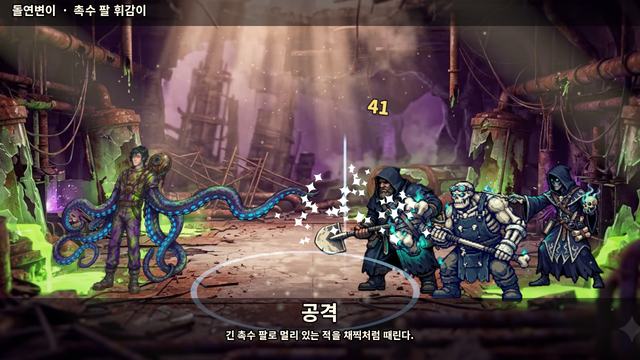 돌연변이 · 촉수 팔 휘감이
41
공격
긴 촉수 팔로 멀리 있는 적을 채찍처럼 때린다.